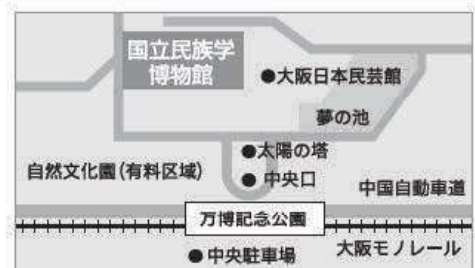 国立民族学
博物館
●大阪日本民芸館
夢の池
●太陽の塔
自然文化園(有料区域)
●中央口
中国自動車道
万博記念公園
●中央駐車場
大阪モノレール